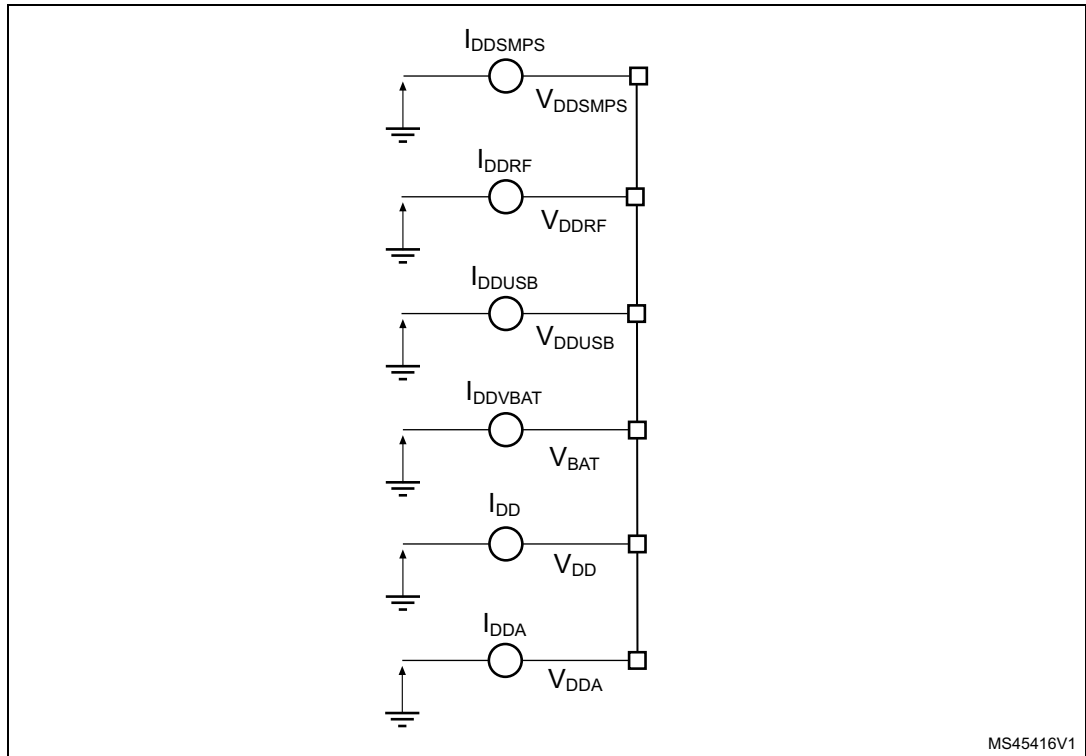 IDDSMPS
VDDSMPS
IDDRF
VDDRF
IDDUSB
VDDUSB
IDDVBAT
VBAT
IDD
VDD
IDDA
VDDA
MS45416V1